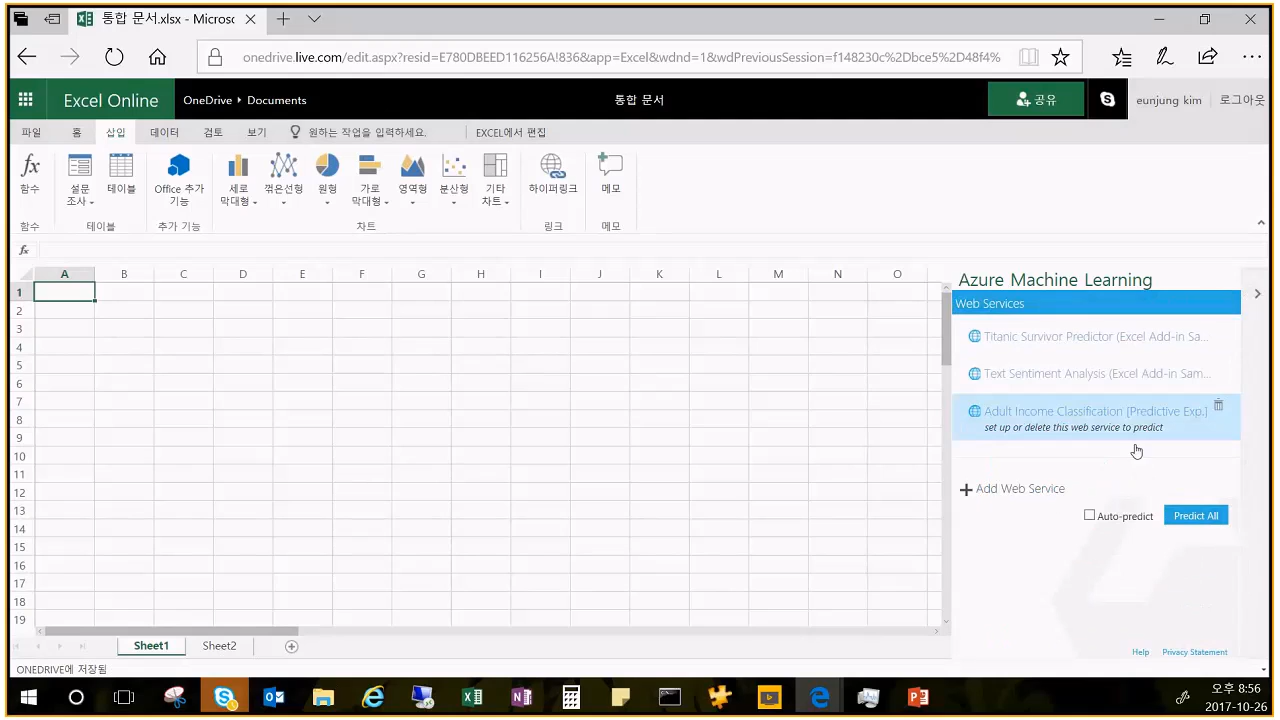 통합 문서.xlsx - Microsc
onedrive.live.com/edit.aspx?resid=E780DBEED116256A!836&app=Excel&wdnd=1&wdPreviousSession=f148230c%2Dbce5%2D48f4%
Excel Online
OneDrive ▸ Documents
통합 문서
공유
eunjung kim
로그아웃
파일 홈 삽입 데이터 검토 보기 원하는 작업을 입력하세요. EXCEL에서 편집
fx
함수
설문
조사
테이블
Office 추가
기능
세로
막대형
꺾은선형
원형
가로
막대형
영역형
분산형
기타
차트
하이퍼링크
메모
함수 테이블 추가 기능 차트 링크 메모
fx
A B C D E F G H I J K L M N O
1
2
3
4
5
6
7
8
9
10
11
12
13
14
15
16
17
18
19
Azure Machine Learning
Web Services
Titanic Survivor Predictor (Excel Add-in Sa...
Text Sentiment Analysis (Excel Add-in Sam...
Adult Income Classification [Predictive Exp.]
set up or delete this web service to predict
Add Web Service
Auto-predict
Predict All
Help
Privacy Statement
Sheet1 Sheet2
ONEDRIVE에 저장됨
오후 8:56
2017-10-26